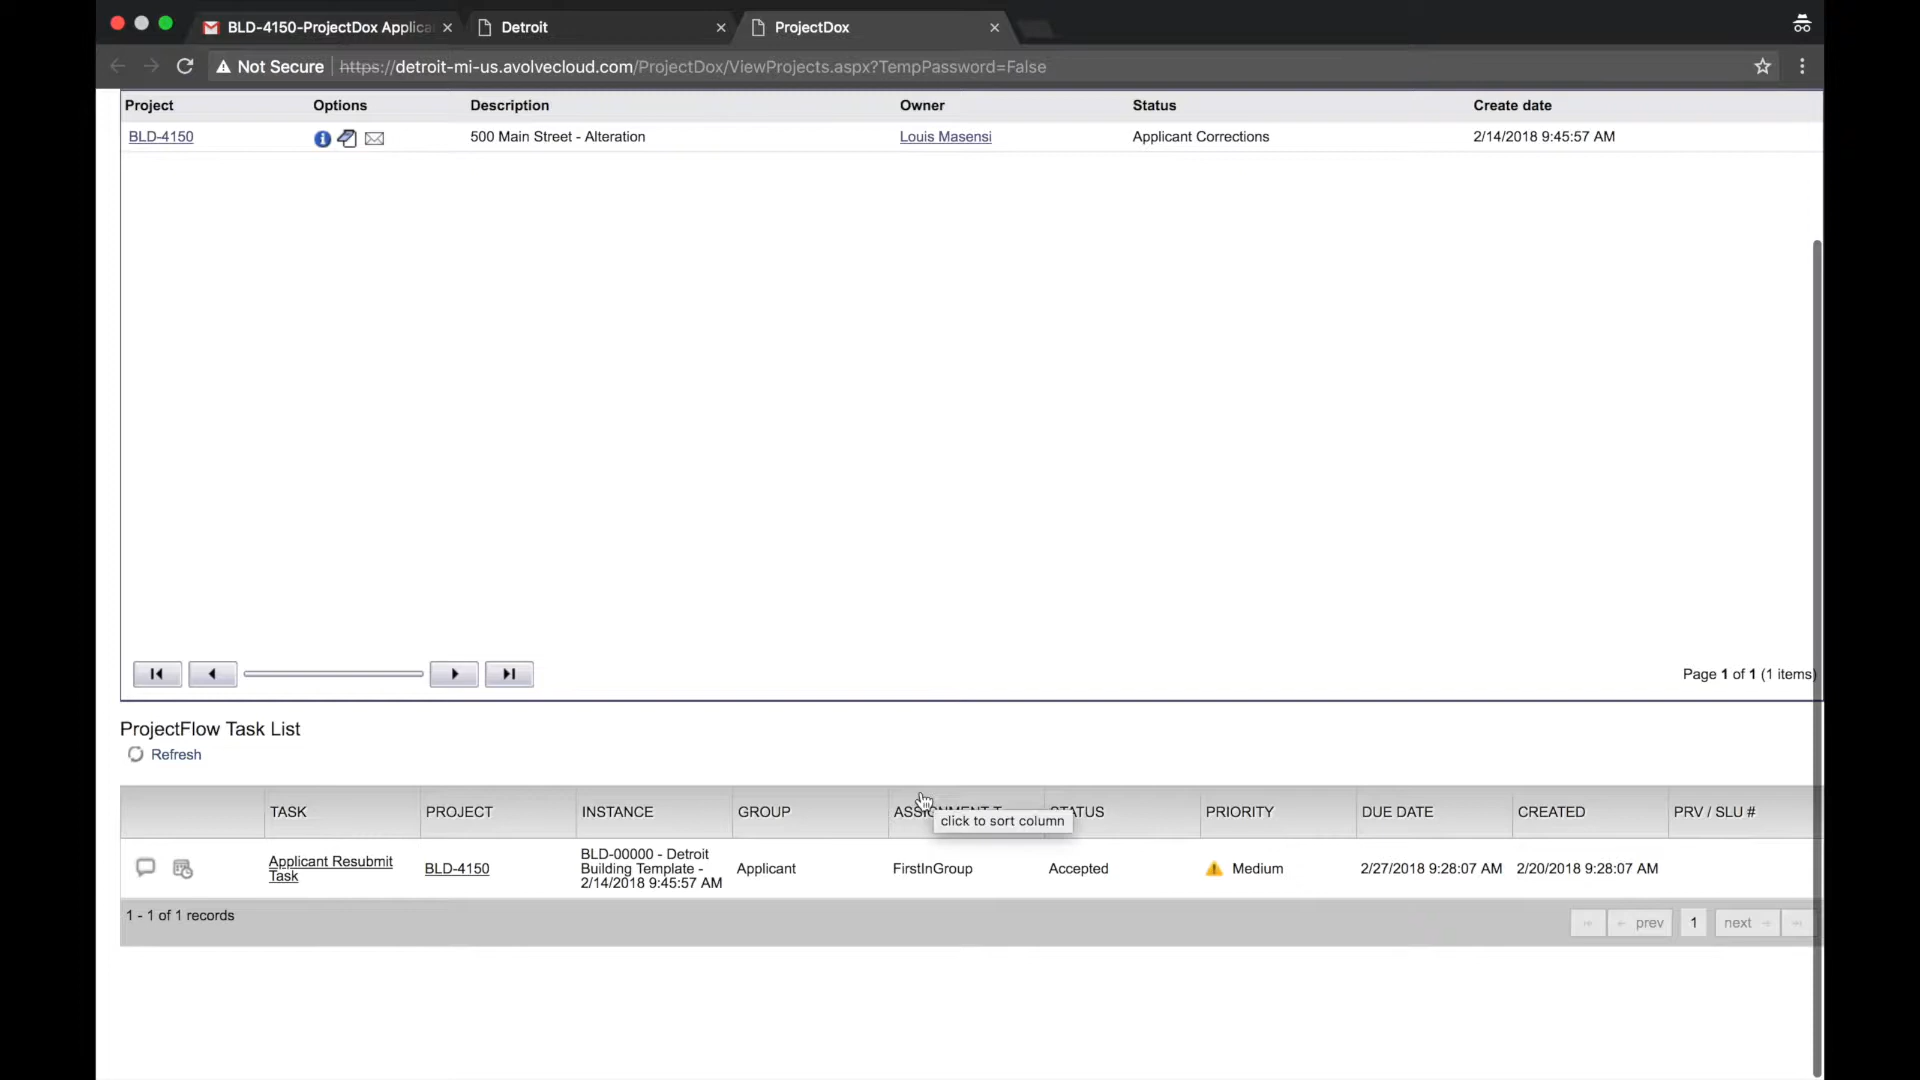 BLD-4150-ProjectDox Applica
Detroit
ProjectDox
Not Secure https://detroit-mi-us.avolvecloud.com/ProjectDox/ViewProjects.aspx?TempPassword=False
Project Options Description Owner Status Create date
BLD-4150 500 Main Street - Alteration Louis Masensi Applicant Corrections 2/14/2018 9:45:57 AM
Page 1 of 1 (1 items)
ProjectFlow Task List
Refresh
TASK PROJECT INSTANCE GROUP ASSIGNMENT T STATUS PRIORITY DUE DATE CREATED PRV / SLU #
click to sort column
Applicant Resubmit
Task
BLD-4150
BLD-00000 - Detroit
Building Template -
2/14/2018 9:45:57 AM
Applicant FirstInGroup Accepted Medium 2/27/2018 9:28:07 AM 2/20/2018 9:28:07 AM
1 - 1 of 1 records
prev 1 next